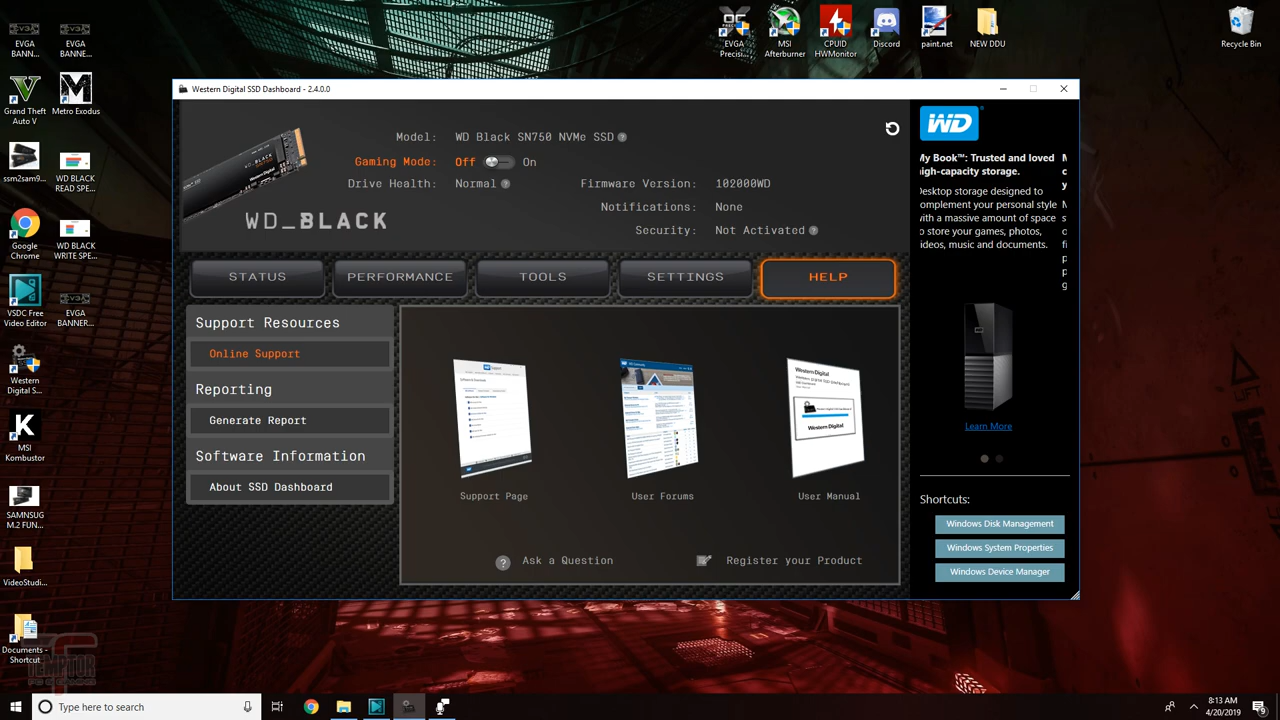 EVGA BANN...
EVGA BANNE...
Grand Theft Auto V
Metro Exodus
ssm2sam9...
WD BLACK READ SPE...
Google Chrome
WD BLACK WRITE SPE...
VSDC Free Video Editor
EVGA BANNER...
Western Digital S...
MSI Kombustor
SAMNSUG M.2 FUN...
VideoStudi...
Documents - Shortcut
TEMPTOR
EVGA Precisi...
MSI Afterburner
CPUID HWMonitor
Discord
paint.net
NEW DDU
Recycle Bin
Western Digital SSD Dashboard - 2.4.0.0
Model: WD Black SN750 NVMe SSD
Gaming Mode: Off On
Drive Health: Normal
Firmware Version: 102000WD
Notifications: None
Security: Not Activated
WD_BLACK
STATUS PERFORMANCE TOOLS SETTINGS HELP
Support Resources
Online Support
Reporting
Generate Report
Software Information
About SSD Dashboard
Western Digital
Western Digital
Support Page
User Forums
User Manual
? Ask a Question
Register your Product
WD
My Book™: Trusted and loved
high-capacity storage.
Desktop storage designed to
complement your personal style
with a massive amount of space
to store your games, photos,
videos, music and documents.
Learn More
Shortcuts:
Windows Disk Management
Windows System Properties
Windows Device Manager
Type here to search
8:13 AM
4/20/2019